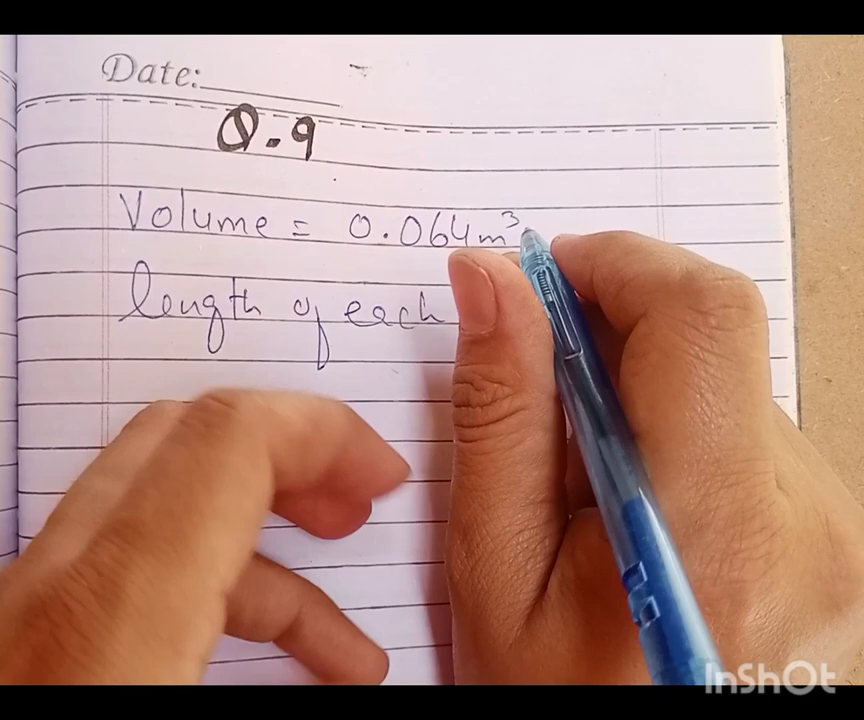 Date:
Q.9
Volume = 0.064m³
length of each
InShOt